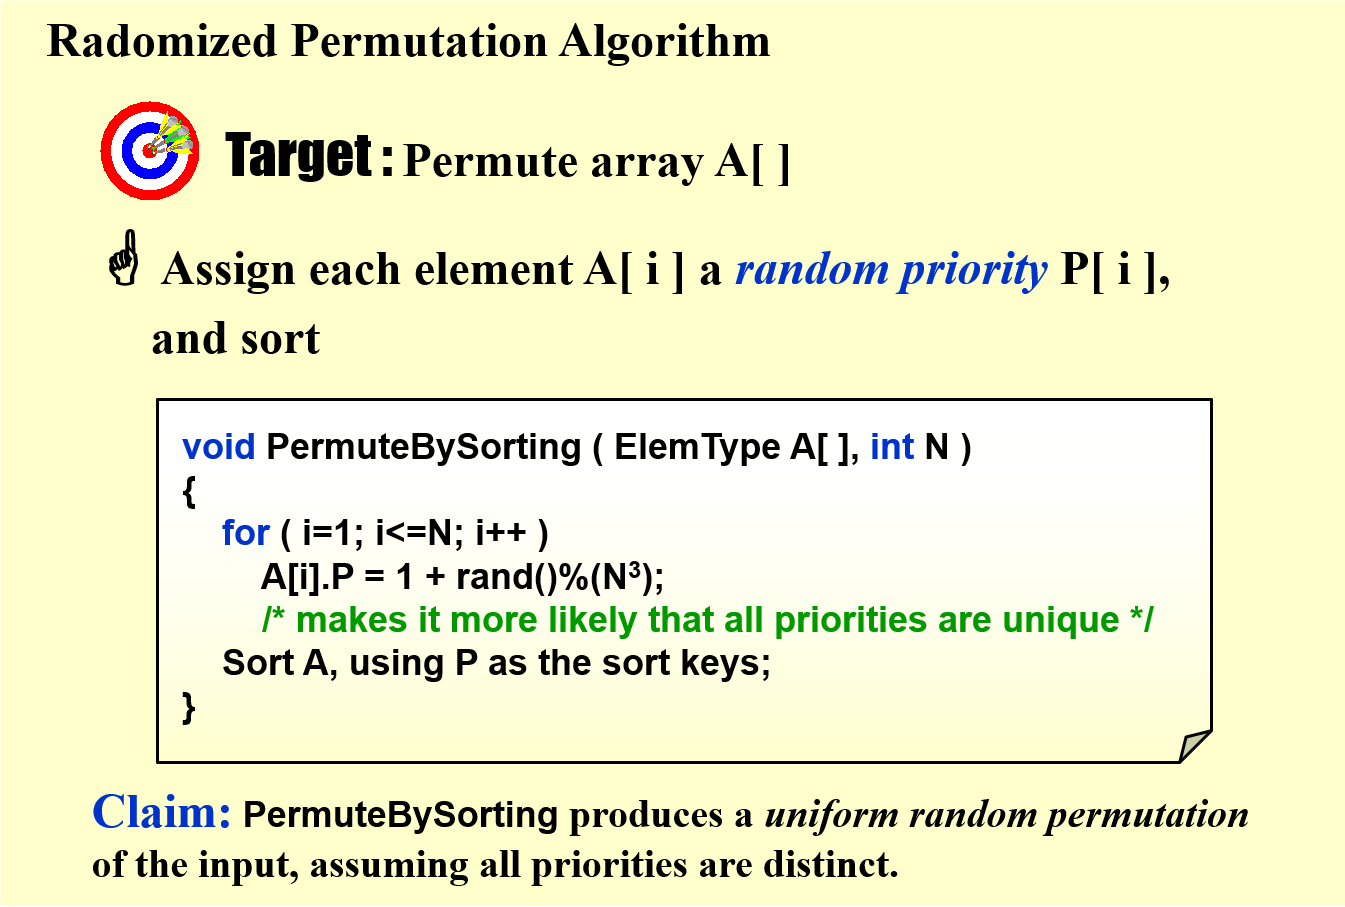 Radomized Permutation Algorithm
Target : Permute array A[ ]
Assign each element A[ i ] a random priority P[ i ],
and sort
void PermuteBySorting ( ElemType A[ ], int N )
{
for ( i=1; i<=N; i++ )
A[i].P = 1 + rand()%(N³);
/* makes it more likely that all priorities are unique */
Sort A, using P as the sort keys;
}
Claim: PermuteBySorting produces a uniform random permutation
of the input, assuming all priorities are distinct.